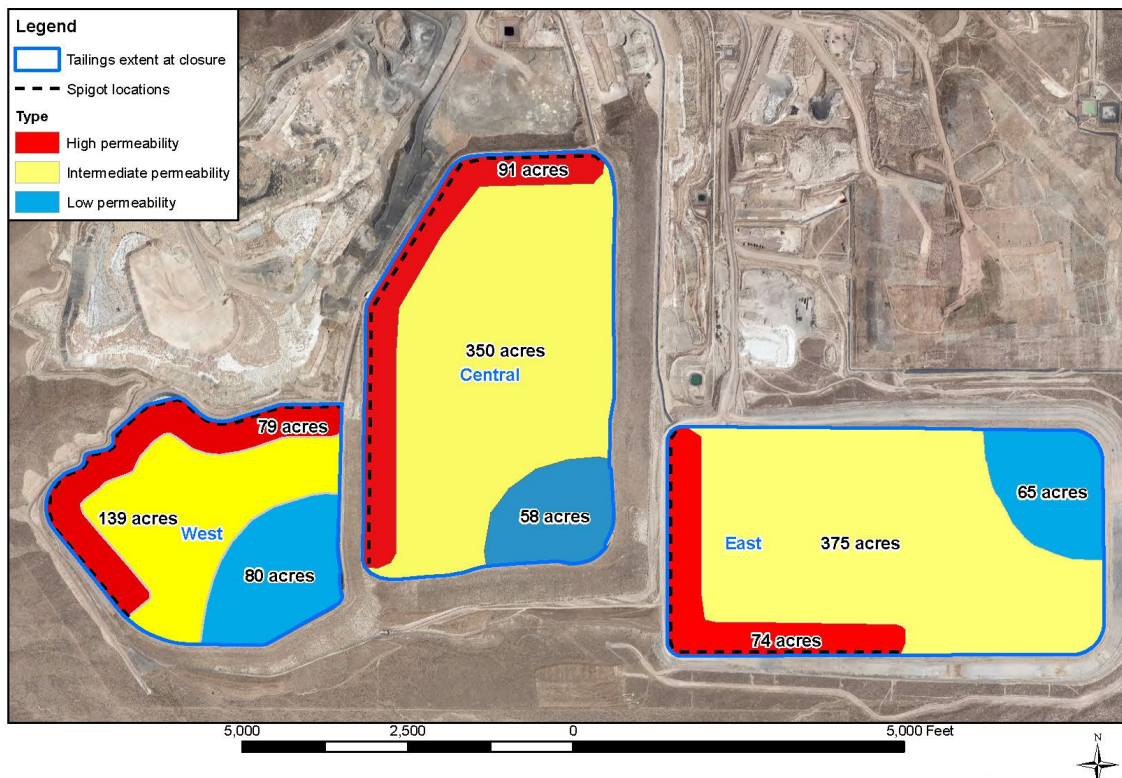 Legend
Tailings extent at closure
Spigot locations
Type
High permeability
Intermediate permeability
Low permeability
91 acres
350 acres
Central
58 acres
79 acres
139 acres
West
80 acres
65 acres
East
375 acres
74 acres
5,000 2,500 0 5,000 Feet
N